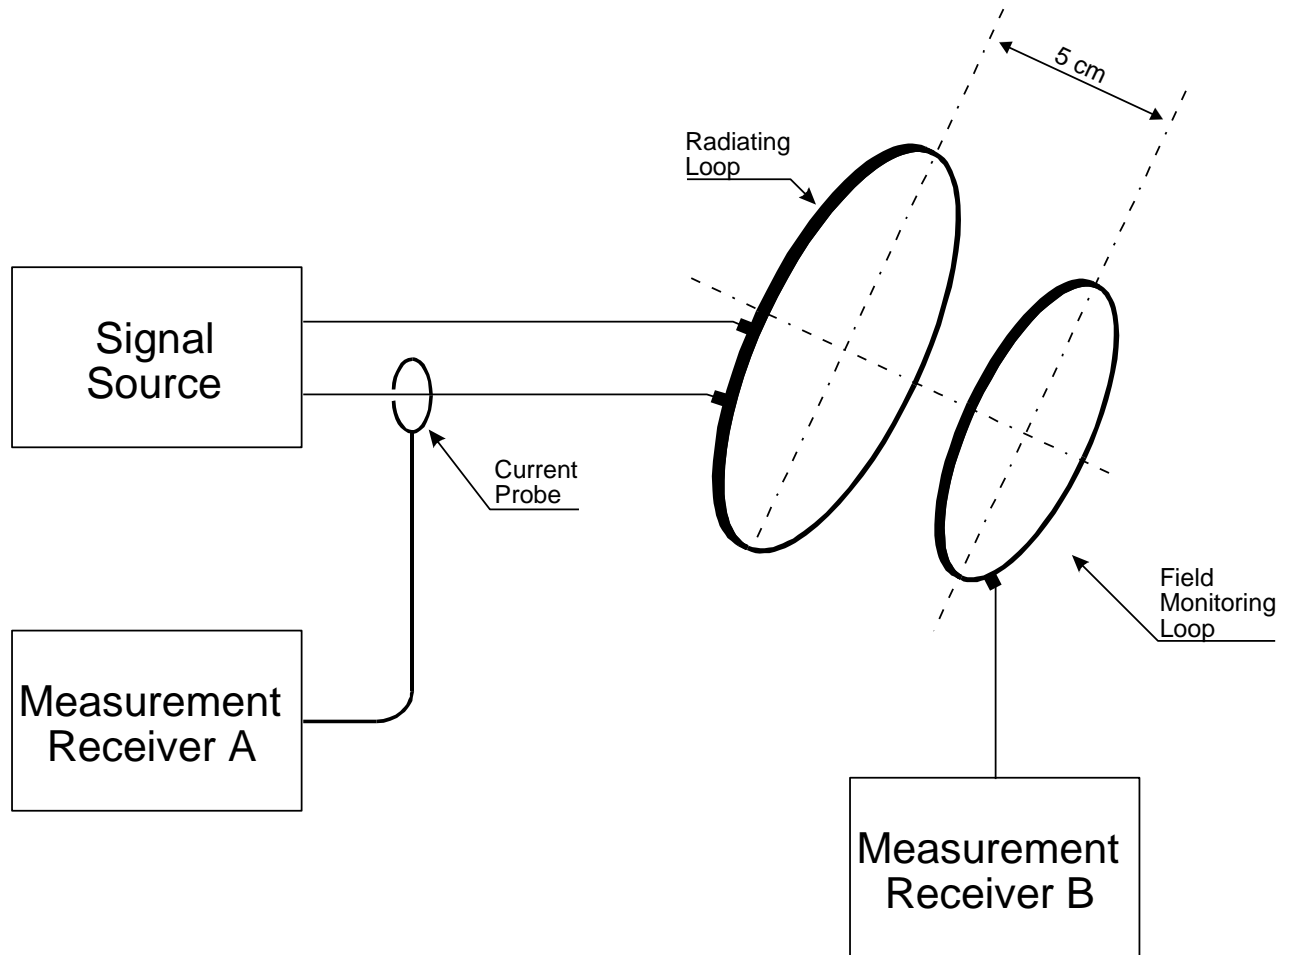 5 cm
Radiating
Loop
Signal
Source
Current
Probe
Field
Monitoring
Loop
Measurement
Receiver A
Measurement
Receiver B